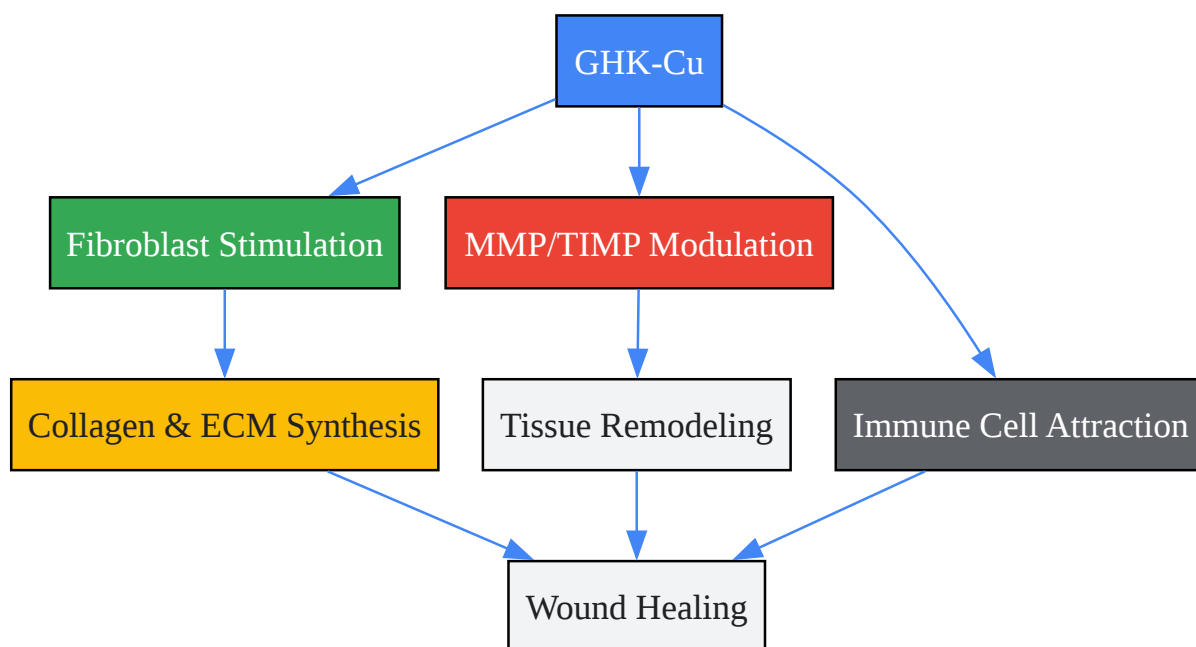 GHK-Cu
Fibroblast Stimulation
MMP/TIMP Modulation
Collagen & ECM Synthesis
Tissue Remodeling
Immune Cell Attraction
Wound Healing